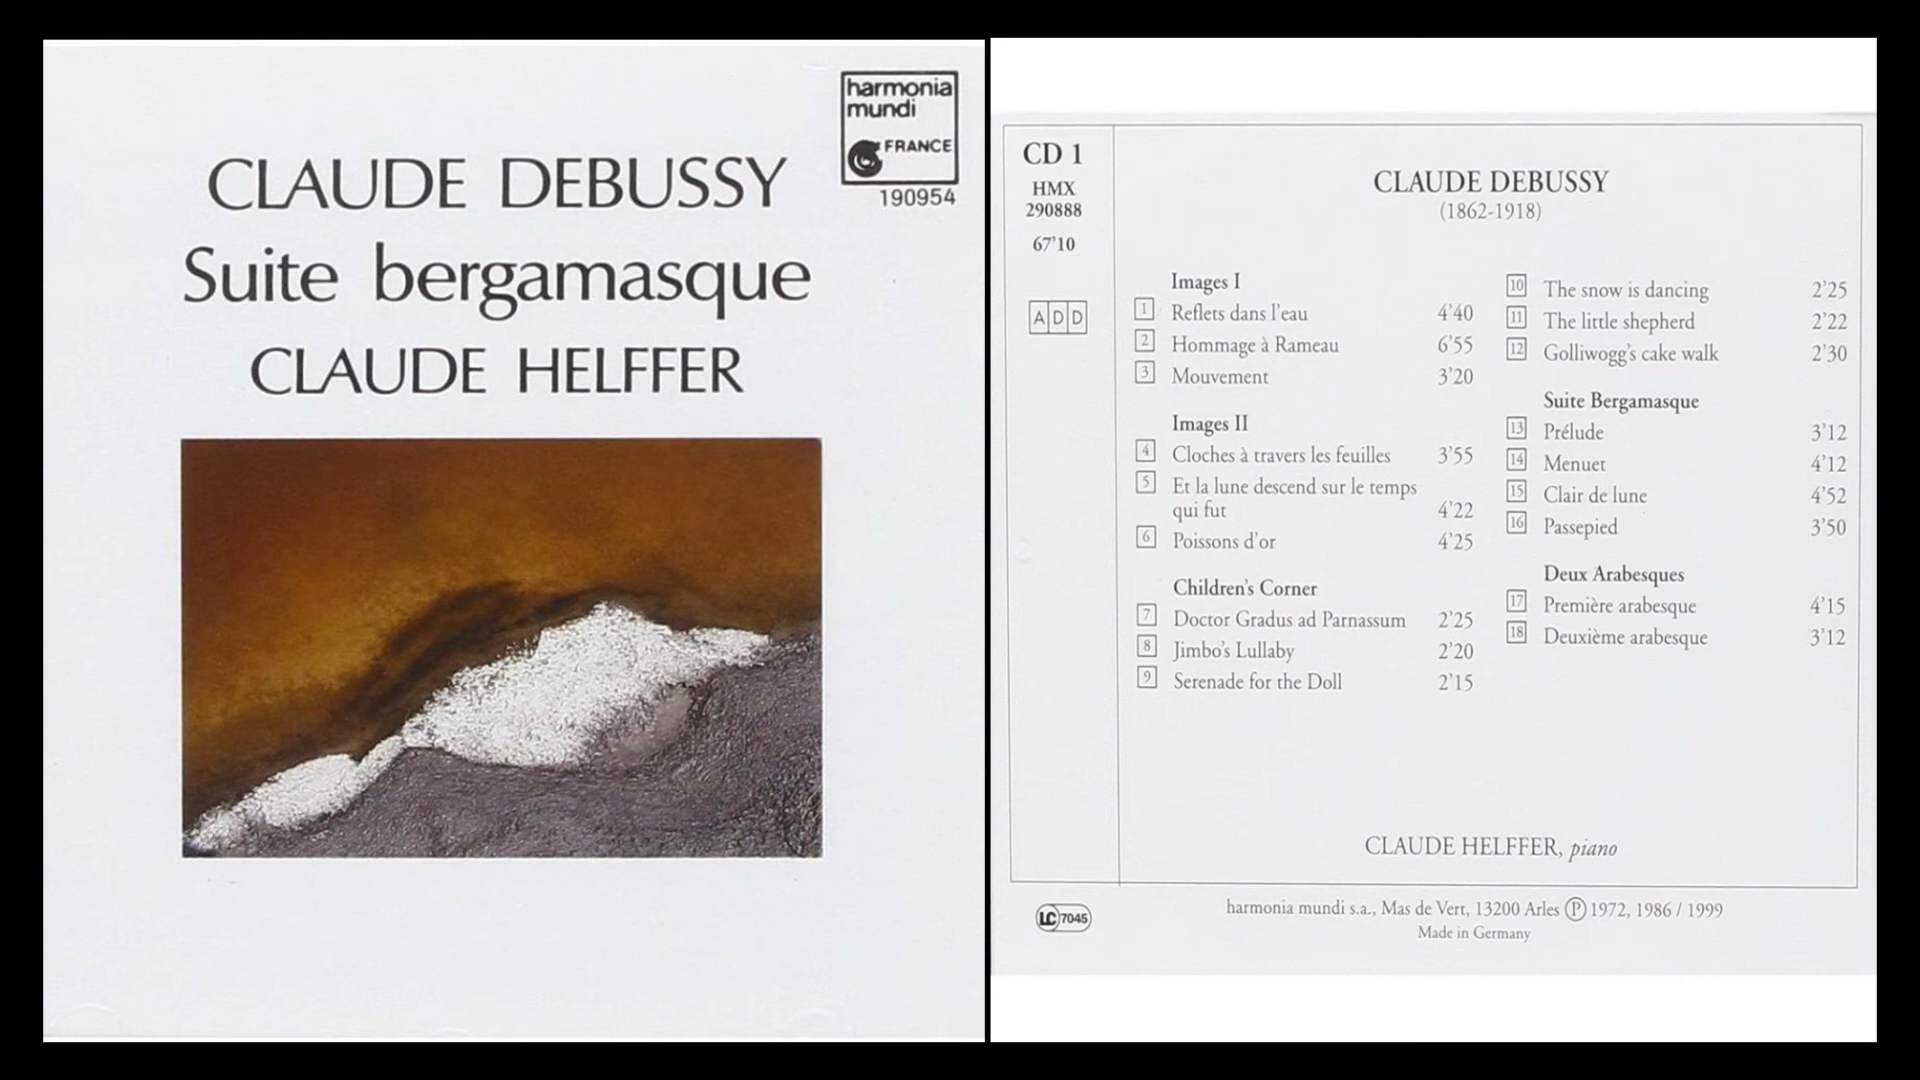 harmonia
mundi
FRANCE
190954
CLAUDE DEBUSSY
Suite bergamasque
CLAUDE HELFFER
CD 1
HMX
290888
67'10
ADD
CLAUDE DEBUSSY
(1862-1918)
Images I
1 Reflets dans l'eau 4'40
2 Hommage à Rameau 6'55
3 Mouvement 3'20
Images II
4 Cloches à travers les feuilles 3'55
5 Et la lune descend sur le temps
qui fut 4'22
6 Poissons d'or 4'25
Children's Corner
7 Doctor Gradus ad Parnassum 2'25
8 Jimbo's Lullaby 2'20
9 Serenade for the Doll 2'15
10 The snow is dancing 2'25
11 The little shepherd 2'22
12 Golliwogg's cake walk 2'30
Suite Bergamasque
13 Prélude 3'12
14 Menuet 4'12
15 Clair de lune 4'52
16 Passepied 3'50
Deux Arabesques
17 Première arabesque 4'15
18 Deuxième arabesque 3'12
CLAUDE HELFFER, piano
LC 7045
harmonia mundi s.a., Mas de Vert, 13200 Arles Ⓟ 1972, 1986 / 1999
Made in Germany